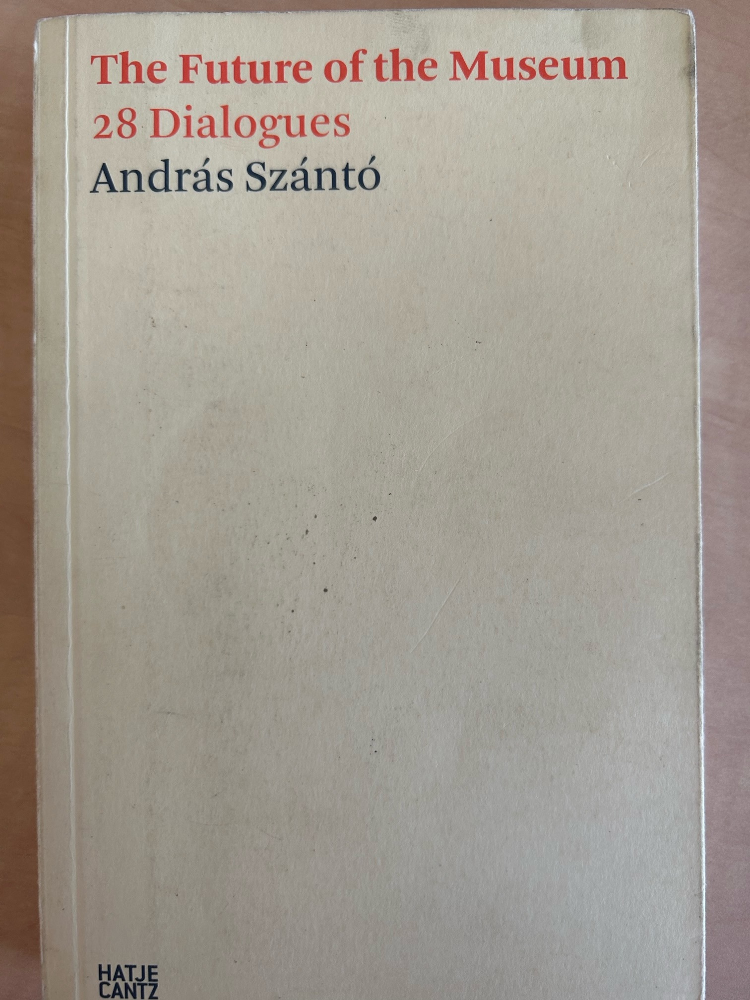 The Future of the Museum
28 Dialogues
András Szántó
HATJE
CANTZ